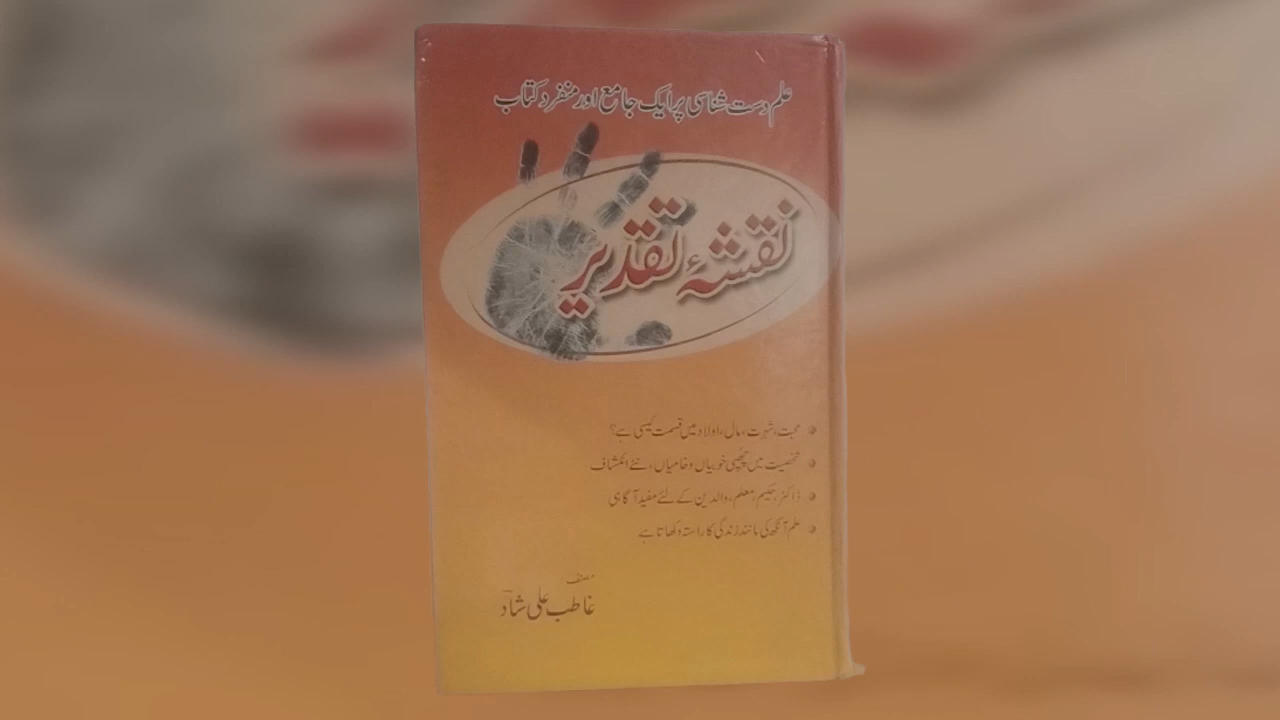 علم دست شناسی پر ایک جامع اور منفرد کتاب
نقشۂ تقدیر
محبت، شہرت، مال، اولاد میں قسمت کیسی ہے؟
شخصیت میں چھپی خوبیاں و خامیاں، نئے انکشاف
ڈاکٹر، حکیم، معلم، والدین کے لئے مفید آگاہی
علم آنکھ کی مانند زندگی کا راستہ دکھاتا ہے
مصنف
غاطب علی شاد